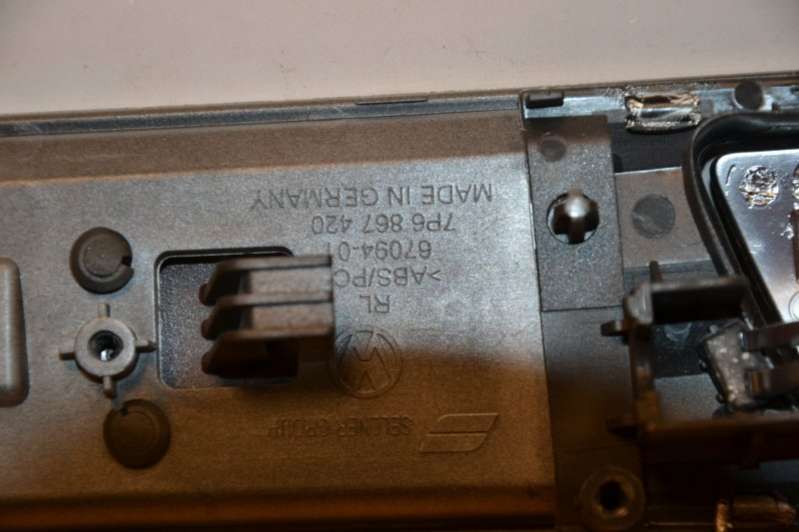 SELLNER GROUP
RL
>ABS/PC
67094-01
7P6 867 420
MADE IN GERMANY